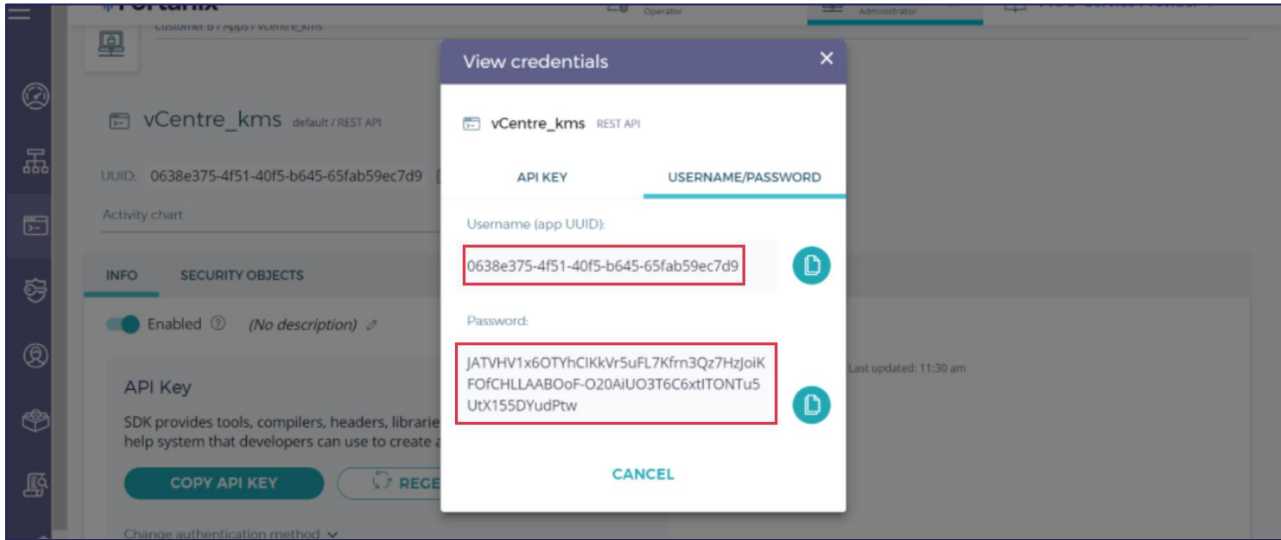 Fortanix
Operator
Administrator
Customer 8 / Apps / vCentre_kms
vCentre_kms default / REST API
UUID: 0638e375-4f51-40f5-b645-65fab59ec7d9
Activity chart
INFO SECURITY OBJECTS
Enabled (No description)
API Key
SDK provides tools, compilers, headers, librarie
help system that developers can use to create a
COPY API KEY RECE
Change authentication method
Last updated: 11:30 am
View credentials
vCentre_kms REST API
API KEY USERNAME/PASSWORD
Username (app UUID):
0638e375-4f51-40f5-b645-65fab59ec7d9
Password:
JATVHV1x6OTYhCIKkVr5uFL7Kfrn3Qz7HzJoiK
FOfCHLLAABOoF-O20AiUO3T6C6xtITONTu5
UtX155DYudPtw
CANCEL